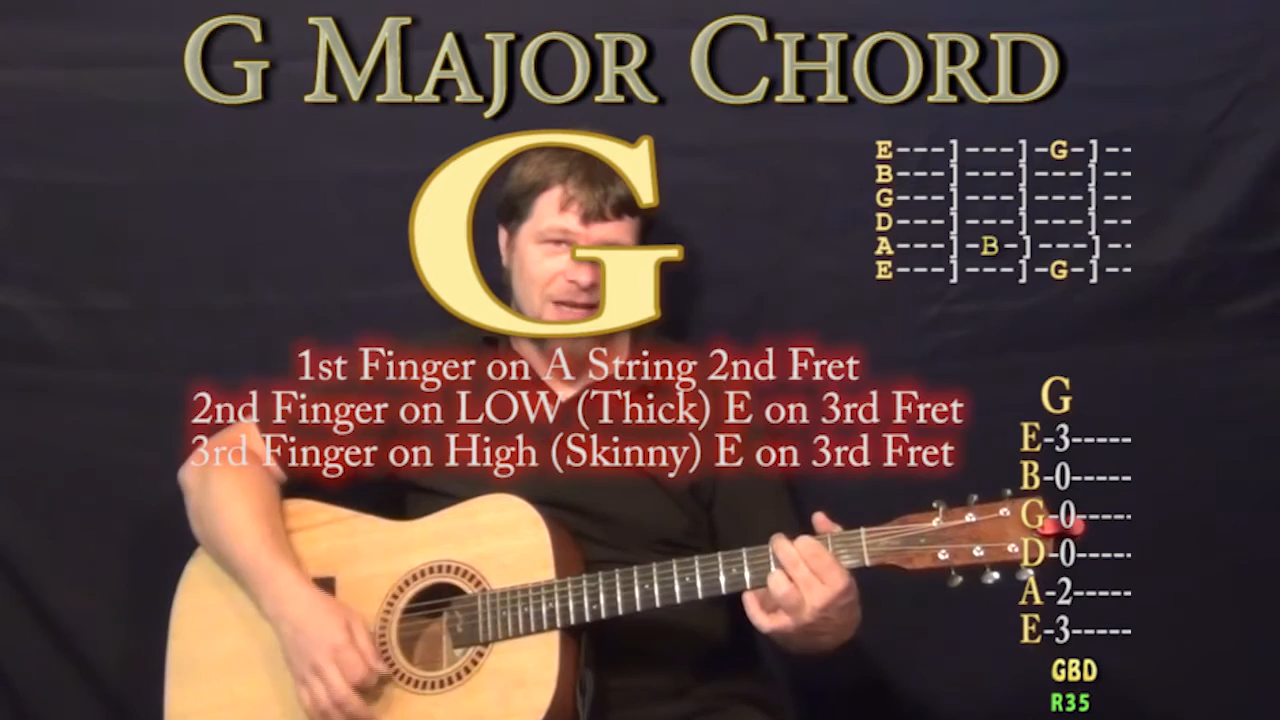 G MAJOR CHORD
G
E---]---]-G-]--
B---]---]---]--
G---]---]---]--
D---]---]---]--
A---]-B-]---]--
E---]---]-G-]--
1st Finger on A String 2nd Fret
2nd Finger on LOW (Thick) E on 3rd Fret
3rd Finger on High (Skinny) E on 3rd Fret
G
E-3-----
B-0-----
G-0-----
D-0-----
A-2-----
E-3-----
GBD
R35